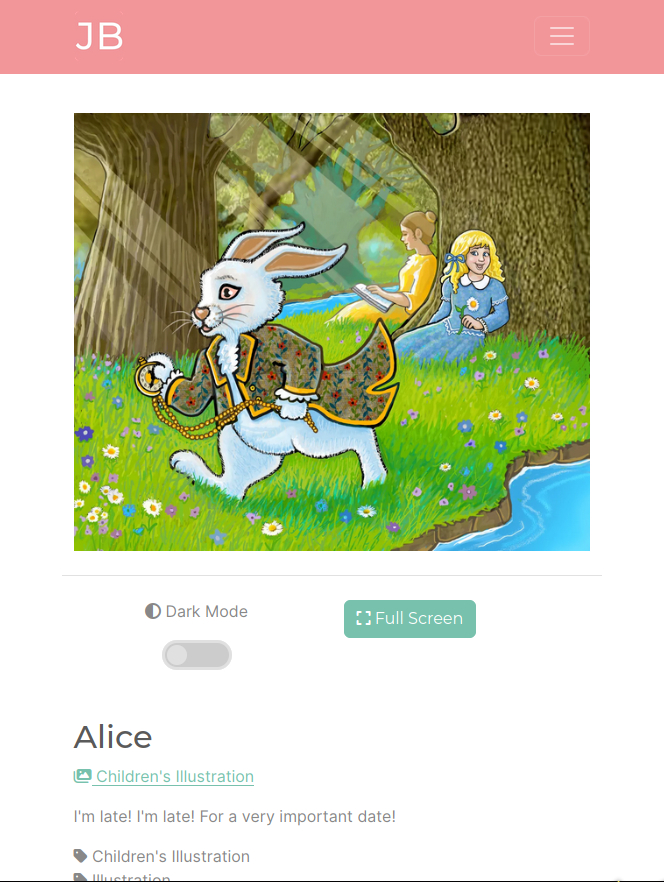 JB
Dark Mode
Full Screen
Alice
Children's Illustration
I'm late! I'm late! For a very important date!
Children's Illustration
Illustration